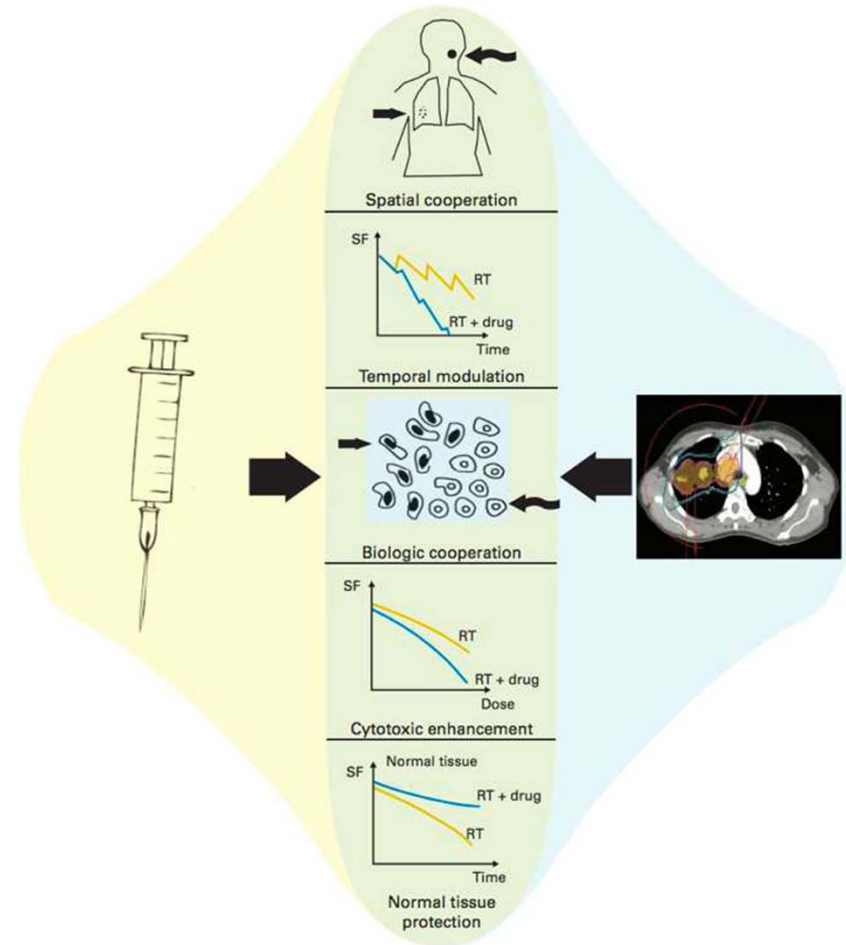 Spatial cooperation
SF
RT
RT + drug
Time
Temporal modulation
Biologic cooperation
SF
RT
RT + drug
Dose
Cytotoxic enhancement
Normal tissue
SF
RT + drug
RT
Time
Normal tissue
protection